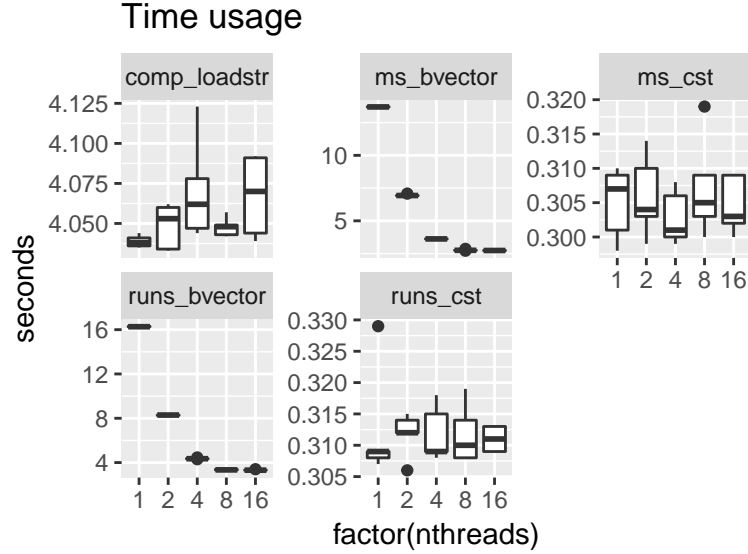 Time usage
comp_loadstr
ms_bvector
ms_cst
4.125
4.100
4.075
4.050
10
5
0.320
0.315
0.310
0.305
0.300
1 2 4 8 16
runs_bvector
runs_cst
16
12
8
4
0.330
0.325
0.320
0.315
0.310
0.305
1 2 4 8 16
1 2 4 8 16
seconds
factor(nthreads)